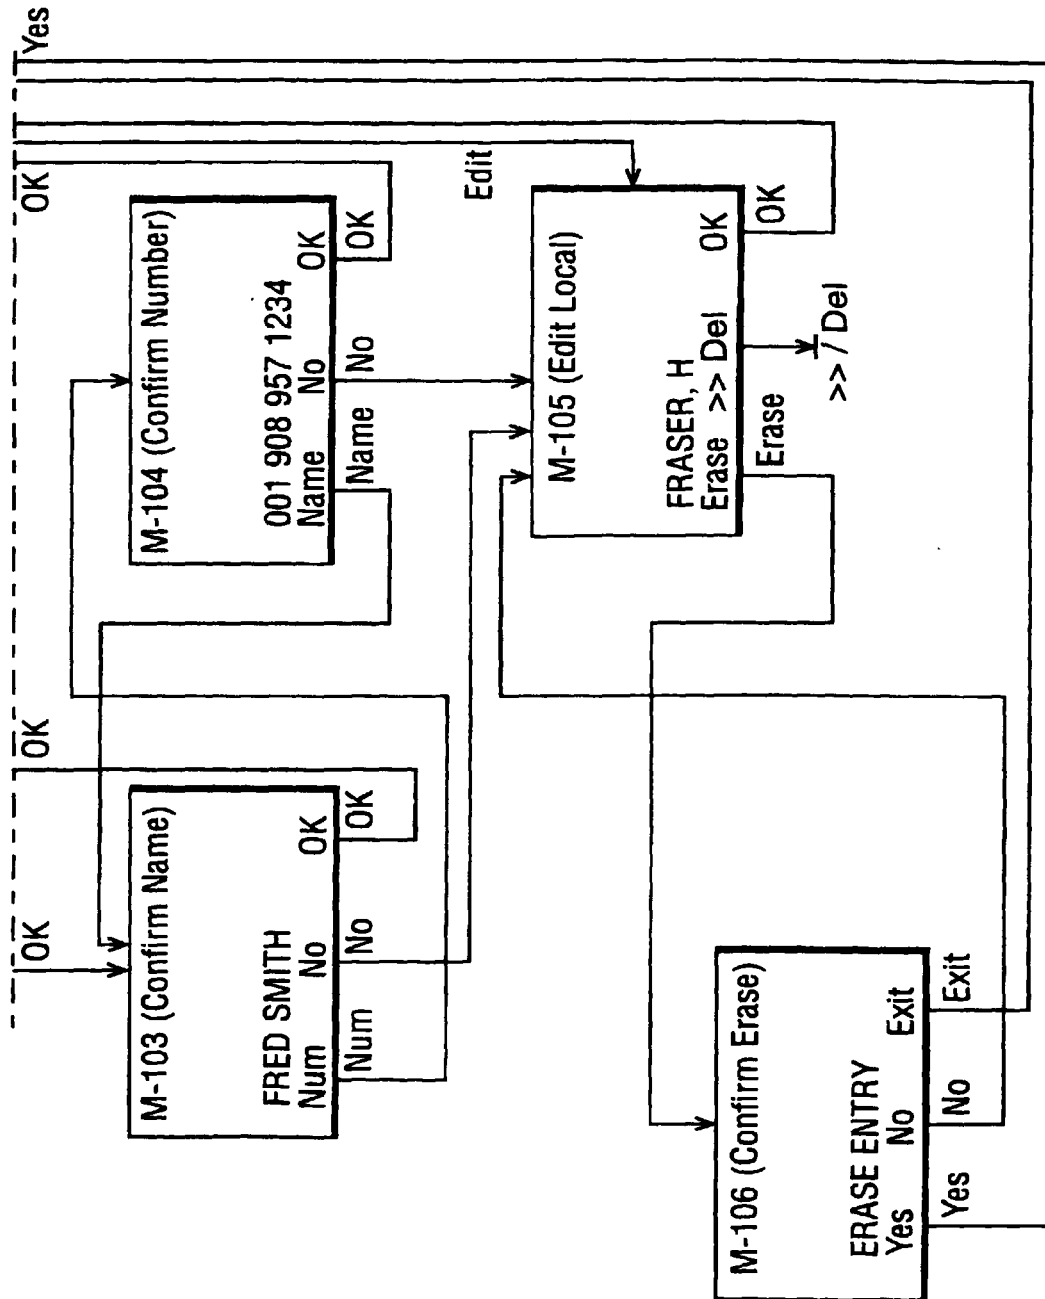 OK
OK
OK
Yes
M-103 (Confirm Name)
FRED SMITH
Num No OK
Num No OK
M-104 (Confirm Number)
001 908 957 1234
Name No OK
Name No OK
Edit
M-105 (Edit Local)
FRASER, H
Erase >> Del OK
Erase
>> / Del
OK
M-106 (Confirm Erase)
ERASE ENTRY
Yes No Exit
Yes No Exit